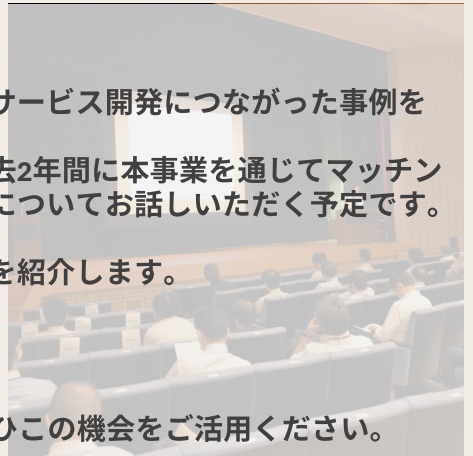 サービス開発につながった事例を
去2年間に本事業を通じてマッチン
についてお話しいただく予定です。
を紹介します。
ひこの機会をご活用ください。